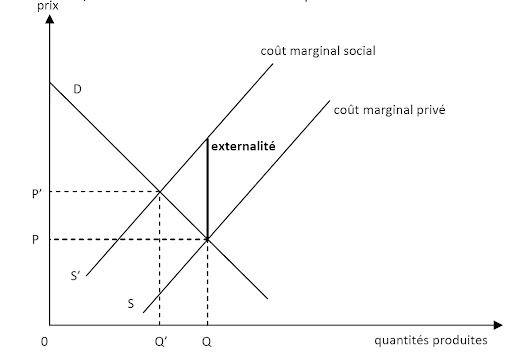 prix
coût marginal social
D
coût marginal privé
externalité
P'
P
S'
S
0
Q'
Q
quantités produites